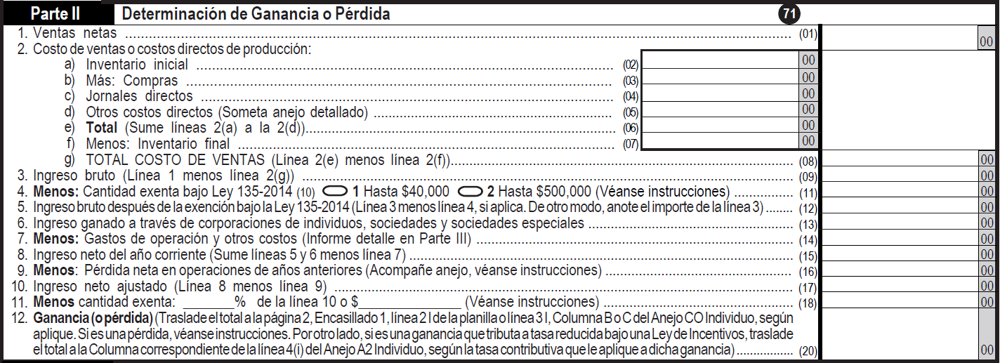 Parte II Determinación de Ganancia o Pérdida 71
1. Ventas netas ........ (01) 00
2. Costo de ventas o costos directos de producción:
a) Inventario inicial ........ (02) 00
b) Más: Compras ........ (03) 00
c) Jornales directos ........ (04) 00
d) Otros costos directos (Someta anejo detallado) ........ (05) 00
e) Total (Sume líneas 2(a) a la 2(d))........ (06) 00
f) Menos: Inventario final ........ (07) 00
g) TOTAL COSTO DE VENTAS (Línea 2(e) menos línea 2(f))........ (08) 00
3. Ingreso bruto (Línea 1 menos línea 2(g)) ........ (09) 00
4. Menos: Cantidad exenta bajo Ley 135-2014 (10) 1 Hasta $40,000 2 Hasta $500,000 (Véanse instrucciones) ........ (11) 00
5. Ingreso bruto después de la exención bajo la Ley 135-2014 (Línea 3 menos línea 4, si aplica. De otro modo, anote el importe de la línea 3) ........ (12) 00
6. Ingreso ganado a través de corporaciones de individuos, sociedades y sociedades especiales ........ (13) 00
7. Menos: Gastos de operación y otros costos (Informe detalle en Parte III) ........ (14) 00
8. Ingreso neto del año corriente (Sume líneas 5 y 6 menos línea 7) ........ (15) 00
9. Menos: Pérdida neta en operaciones de años anteriores (Acompañe anejo, véanse instrucciones) ........ (16) 00
10. Ingreso neto ajustado (Línea 8 menos línea 9) ........ (17) 00
11. Menos cantidad exenta: _______% de la línea 10 o $______________ (Véanse instrucciones) ........ (18) 00
12. Ganancia (o pérdida) (Traslade el total a la página 2, Encasillado 1, línea 2 I de la planilla o línea 3 I, Columna B o C del Anejo CO Individuo, según
aplique. Si es una pérdida, véanse instrucciones. Por otro lado, si es una ganancia que tributa a tasa reducida bajo una Ley de Incentivos, traslade
el total a la Columna correspondiente de la línea 4(i) del Anejo A2 Individuo, según la tasa contributiva que le aplique a dicha ganancia) ........ (20) 00